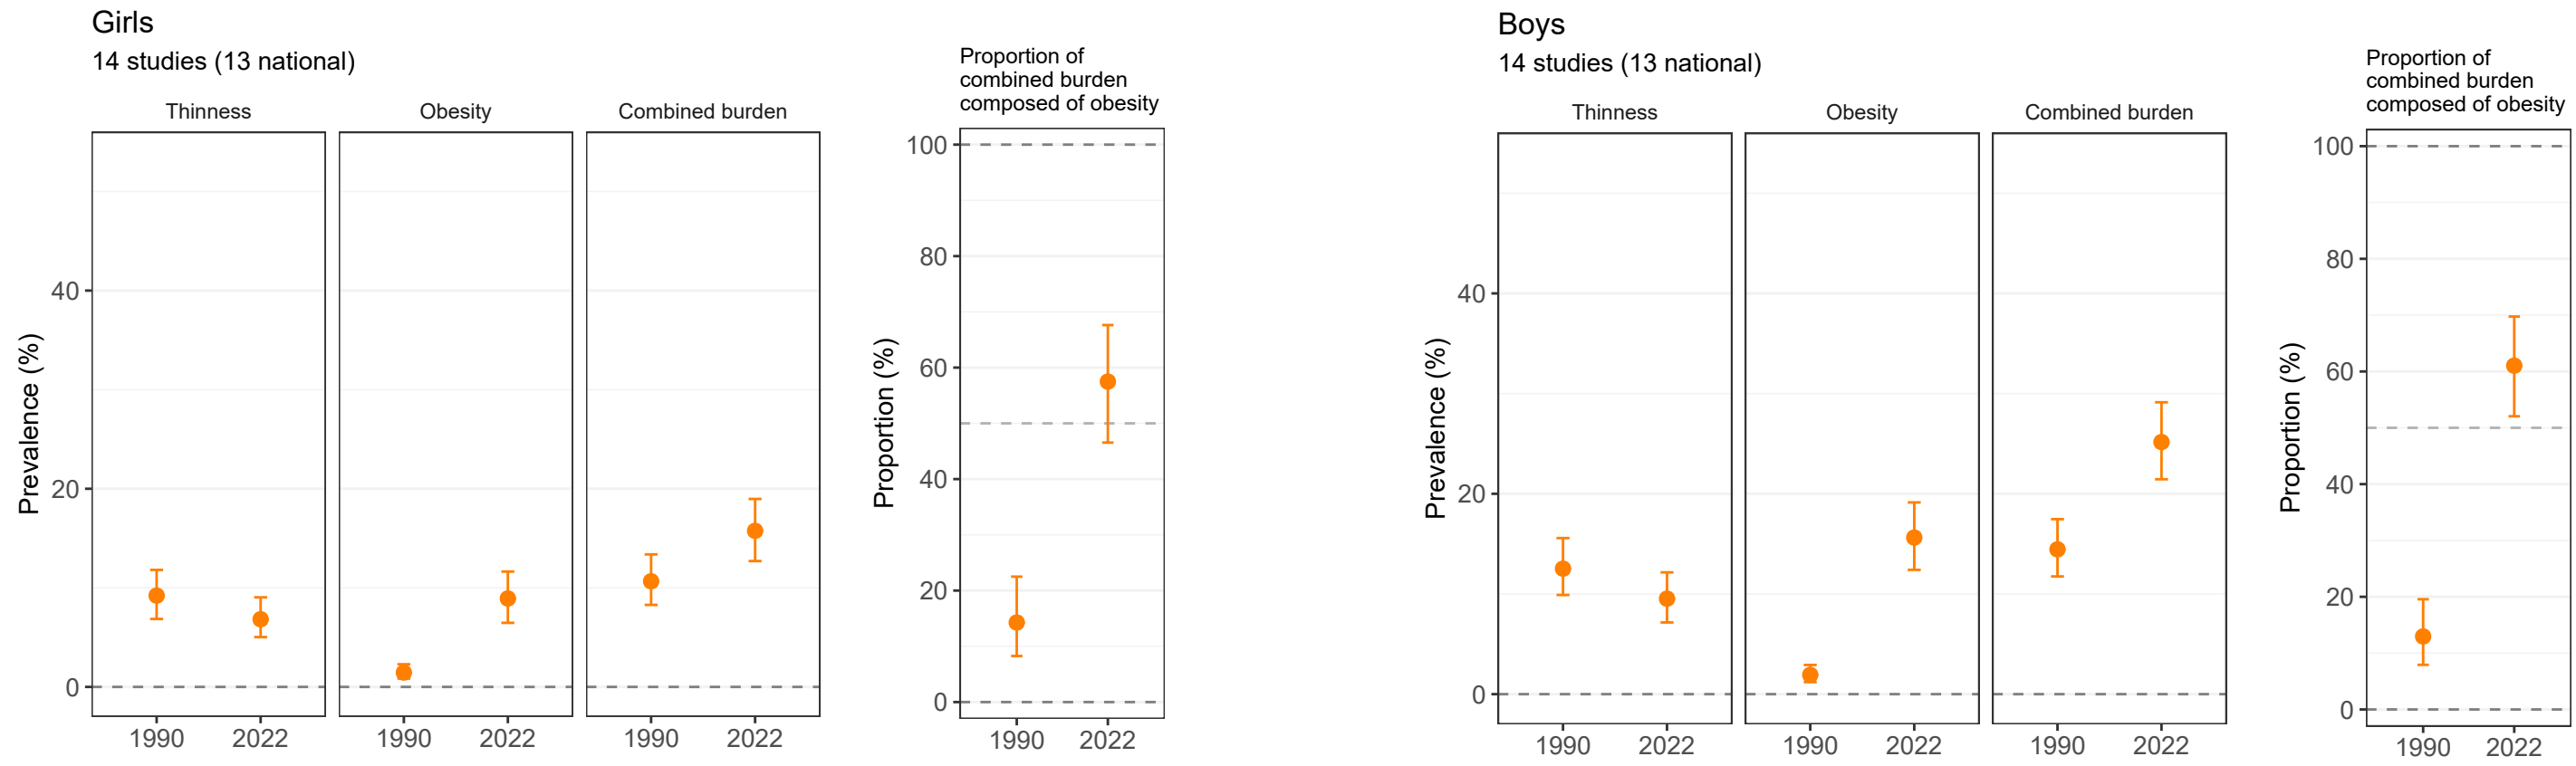 Girls
14 studies (13 national)
Thinness
Obesity
Combined burden
Prevalence (%)
40
20
0
1990 2022
1990 2022
1990 2022
Proportion of
combined burden
composed of obesity
Proportion (%)
100
80
60
40
20
0
1990 2022
Boys
14 studies (13 national)
Thinness
Obesity
Combined burden
Prevalence (%)
40
20
0
1990 2022
1990 2022
1990 2022
Proportion of
combined burden
composed of obesity
Proportion (%)
100
80
60
40
20
0
1990 2022